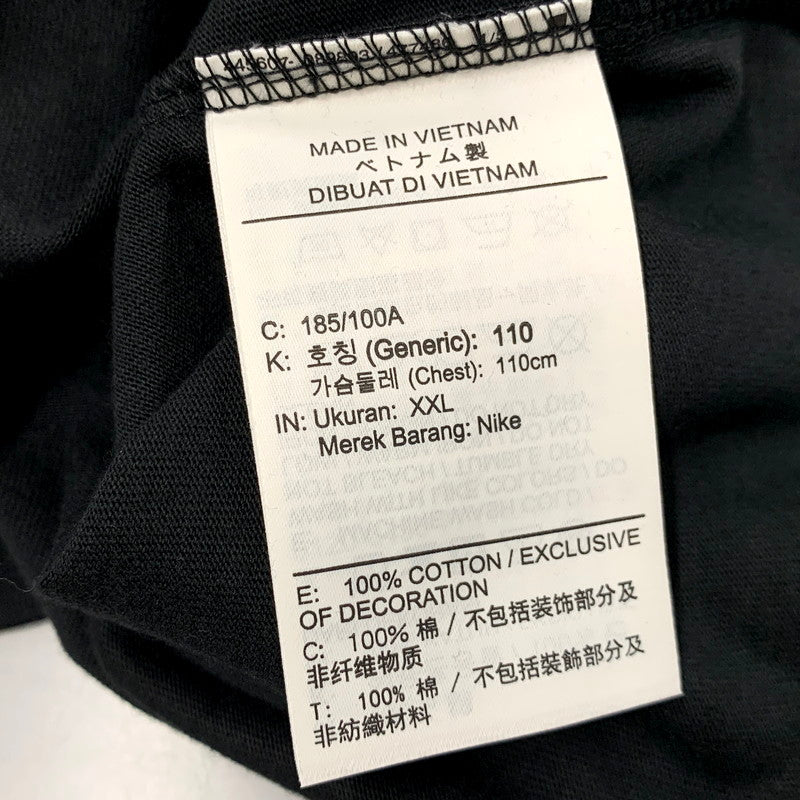 MADE IN VIETNAM
ベトナム製
DIBUAT DI VIETNAM
C: 185/100A
K: 호칭 (Generic): 110
가슴둘레 (Chest): 110cm
IN: Ukuran: XXL
Merek Barang: Nike
E: 100% COTTON / EXCLUSIVE
OF DECORATION
C: 100% 棉 / 不包括装饰部分及
非纤维物质
T: 100% 棉 / 不包括裝飾部分及
非紡織材料